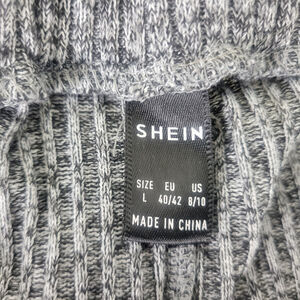 SHEIN
SIZE EU US
L 40/42 8/10
MADE IN CHINA